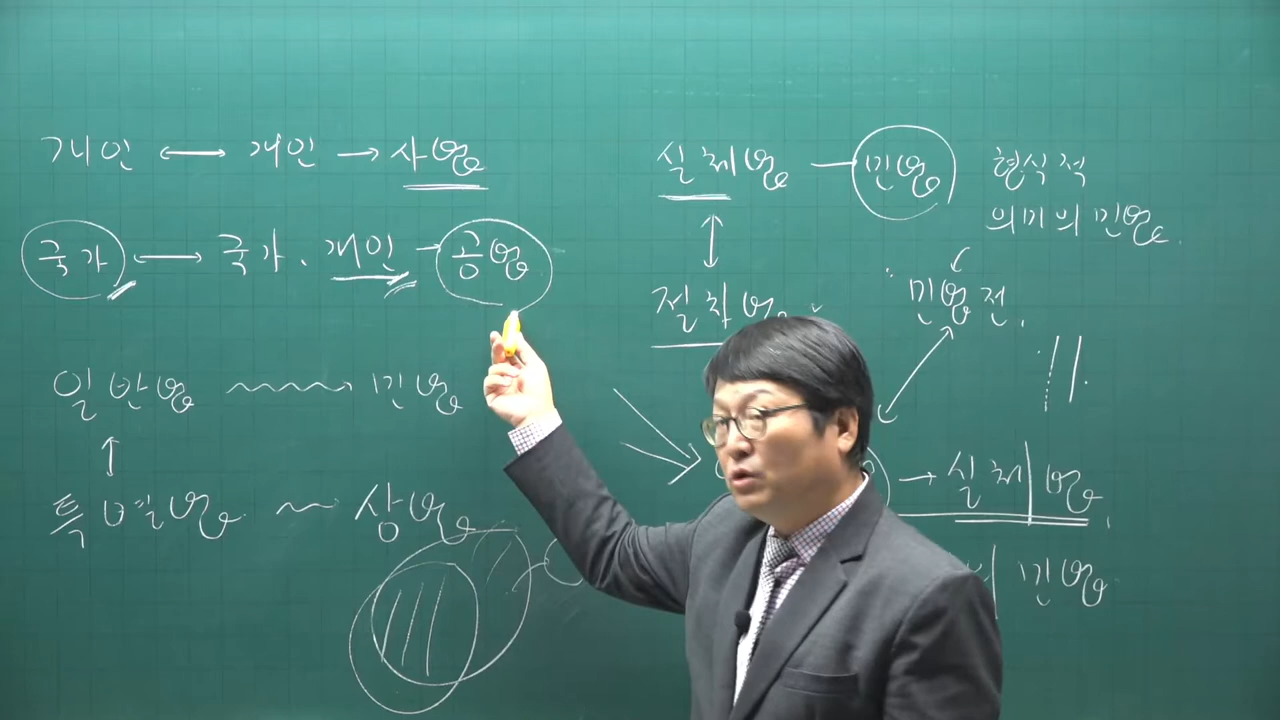 개인 ↔ 개인 → 사법
국가 ↔ 국가. 개인 → 공법
일반법 민법
↑
특별법 상법
실체법 — 민법
↕
절차법
형식적
의미의 민법.
민법전.
→ 실체법
민법